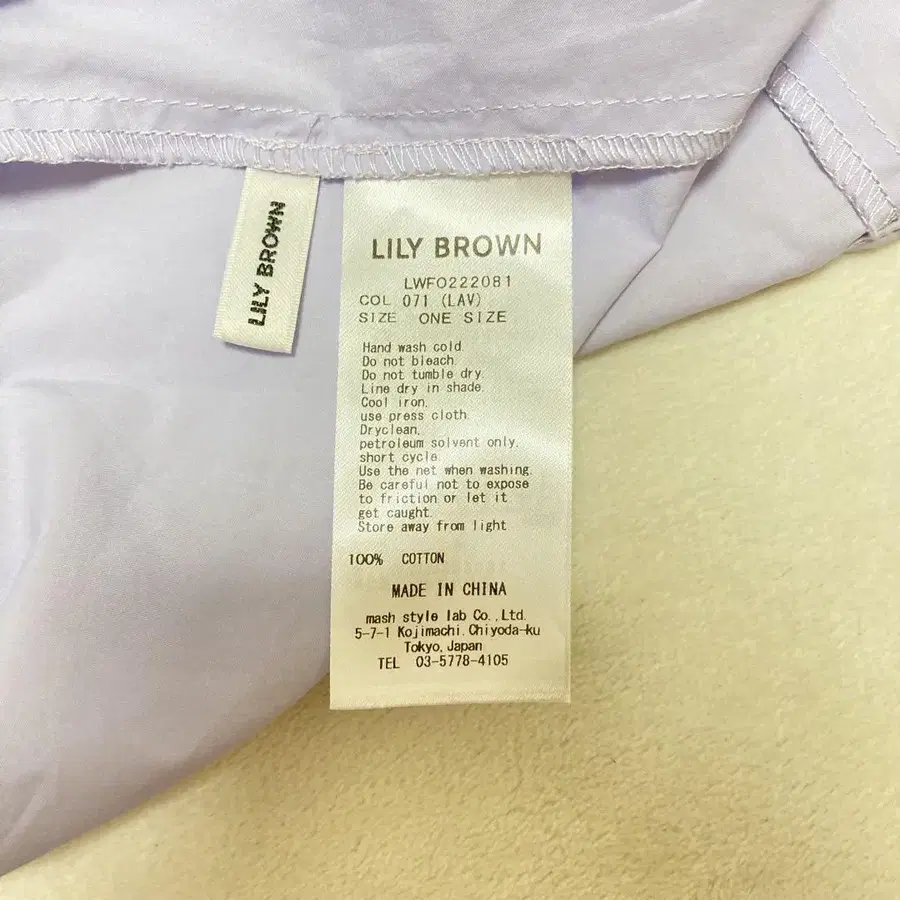 LILY BROWN
LILY BROWN
LWFO222081
COL 071 (LAV)
SIZE ONE SIZE
Hand wash cold.
Do not bleach.
Do not tumble dry.
Line dry in shade.
Cool iron,
use press cloth.
Dryclean,
petroleum solvent only,
short cycle.
Use the net when washing.
Be careful not to expose
to friction or let it
get caught.
Store away from light.
100% COTTON
MADE IN CHINA
mash style lab Co.,Ltd.
5-7-1 Kojimachi.Chiyoda-ku
Tokyo,Japan
TEL 03-5778-4105